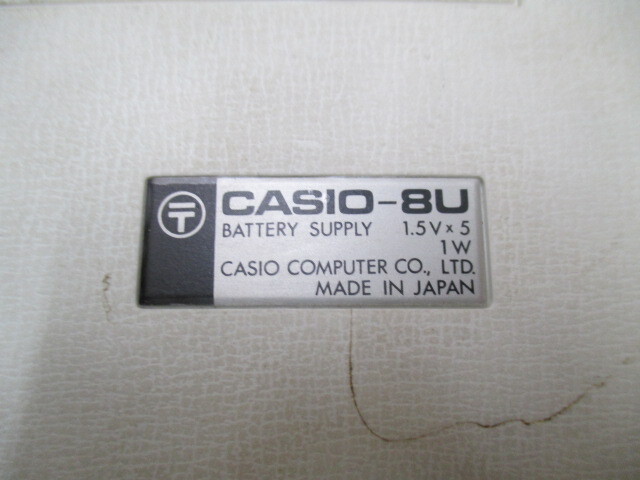 CASIO-8U
BATTERY SUPPLY 1.5V×5
1W
CASIO COMPUTER CO., LTD.
MADE IN JAPAN